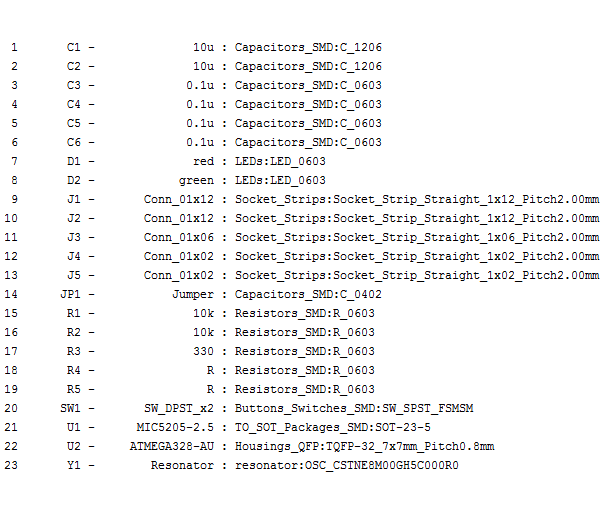 1 C1 - 10u : Capacitors_SMD:C_1206
2 C2 - 10u : Capacitors_SMD:C_1206
3 C3 - 0.1u : Capacitors_SMD:C_0603
4 C4 - 0.1u : Capacitors_SMD:C_0603
5 C5 - 0.1u : Capacitors_SMD:C_0603
6 C6 - 0.1u : Capacitors_SMD:C_0603
7 D1 - red : LEDs:LED_0603
8 D2 - green : LEDs:LED_0603
9 J1 - Conn_01x12 : Socket_Strips:Socket_Strip_Straight_1x12_Pitch2.00mm
10 J2 - Conn_01x12 : Socket_Strips:Socket_Strip_Straight_1x12_Pitch2.00mm
11 J3 - Conn_01x06 : Socket_Strips:Socket_Strip_Straight_1x06_Pitch2.00mm
12 J4 - Conn_01x02 : Socket_Strips:Socket_Strip_Straight_1x02_Pitch2.00mm
13 J5 - Conn_01x02 : Socket_Strips:Socket_Strip_Straight_1x02_Pitch2.00mm
14 JP1 - Jumper : Capacitors_SMD:C_0402
15 R1 - 10k : Resistors_SMD:R_0603
16 R2 - 10k : Resistors_SMD:R_0603
17 R3 - 330 : Resistors_SMD:R_0603
18 R4 - R : Resistors_SMD:R_0603
19 R5 - R : Resistors_SMD:R_0603
20 SW1 - SW_DPST_x2 : Buttons_Switches_SMD:SW_SPST_FSMSM
21 U1 - MIC5205-2.5 : TO_SOT_Packages_SMD:SOT-23-5
22 U2 - ATMEGA328-AU : Housings_QFP:TQFP-32_7x7mm_Pitch0.8mm
23 Y1 - Resonator : resonator:OSC_CSTNE8M00GH5C000R0